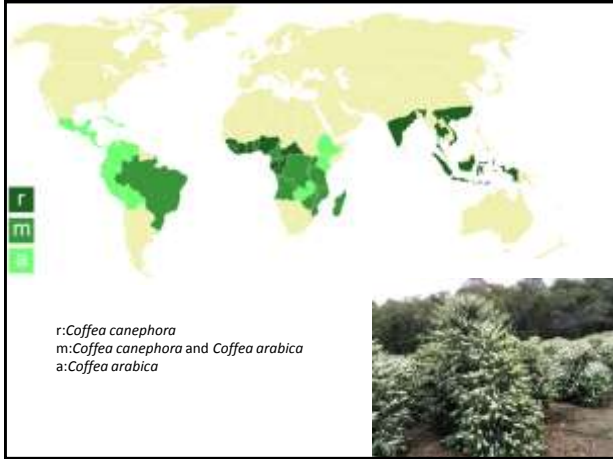 r
m
a
r:Coffea canephora
m:Coffea canephora and Coffea arabica
a:Coffea arabica